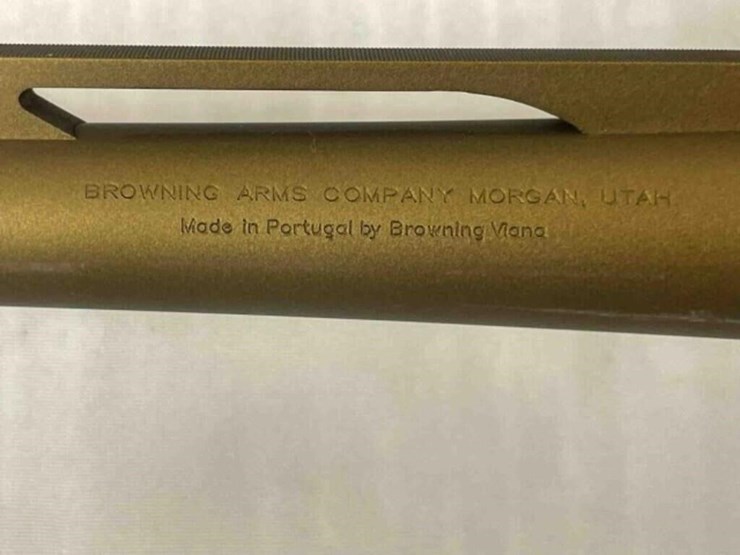 BROWNING ARMS COMPANY MORGAN, UTAH
Made in Portugal by Browning Viana